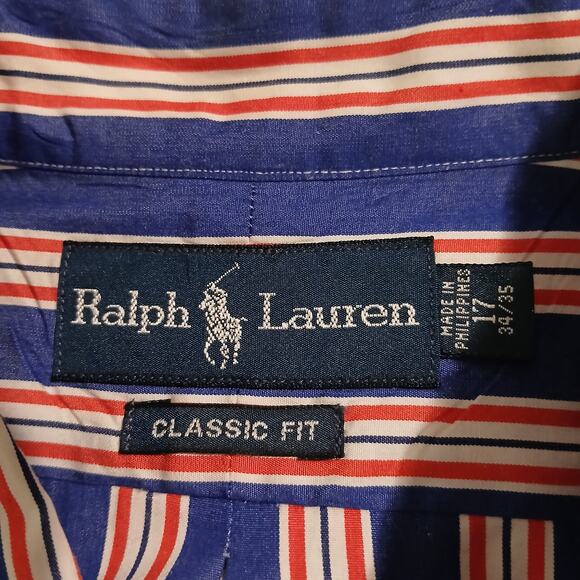 Ralph Lauren
MADE IN
PHILIPPINES
17
34/35
CLASSIC FIT